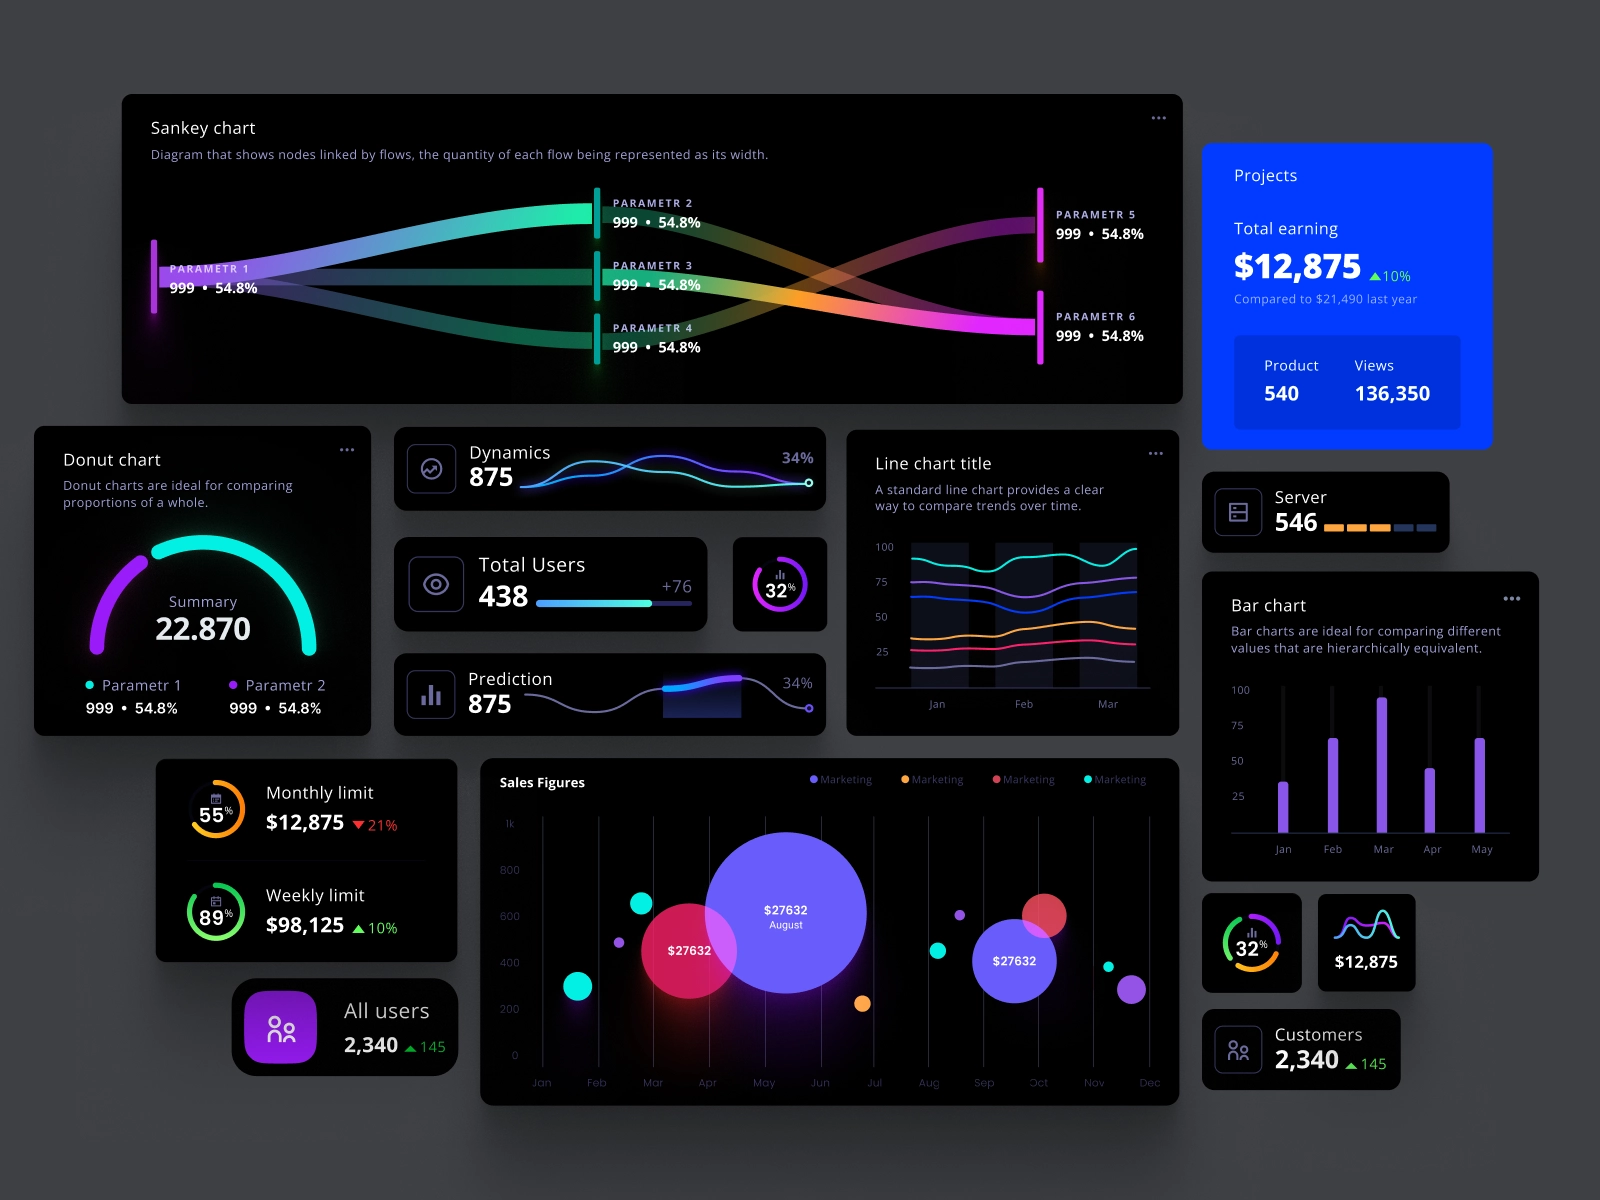 Sankey chart
Diagram that shows nodes linked by flows, the quantity of each flow being represented as its width.
PARAMETR 1
999 • 54.8%
PARAMETR 2
999 • 54.8%
PARAMETR 3
999 • 54.8%
PARAMETR 4
999 • 54.8%
PARAMETR 5
999 • 54.8%
PARAMETR 6
999 • 54.8%
Projects
Total earning
$12,875 10%
Compared to $21,490 last year
Product Views
540 136,350
Donut chart
Donut charts are ideal for comparing
proportions of a whole.
Summary
22.870
Parametr 1 Parametr 2
999 • 54.8% 999 • 54.8%
Dynamics
875
34%
Total Users
438
+76
32%
Prediction
875
34%
Line chart title
A standard line chart provides a clear
way to compare trends over time.
100
75
50
25
Jan Feb Mar
Server
546
Bar chart
Bar charts are ideal for comparing different
values that are hierarchically equivalent.
100
75
50
25
Jan Feb Mar Apr May
55%
Monthly limit
$12,875 21%
89%
Weekly limit
$98,125 10%
All users
2,340 145
Sales Figures
Marketing Marketing Marketing Marketing
1k
800
600
400
200
0
$27632
August
$27632
$27632
Jan Feb Mar Apr May Jun Jul Aug Sep Oct Nov Dec
32%
$12,875
Customers
2,340 145